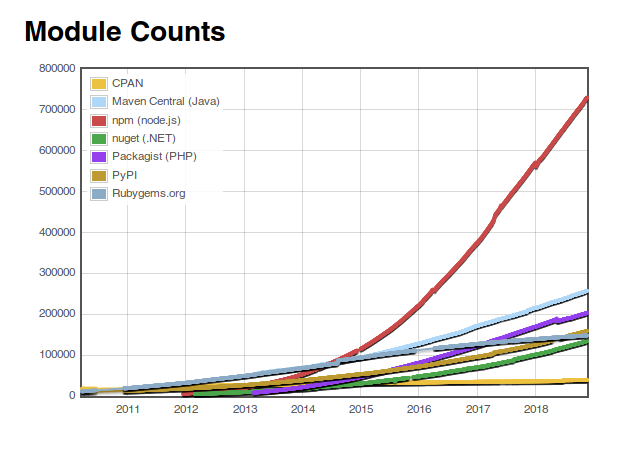 Module Counts
800000
700000
600000
500000
400000
300000
200000
100000
0
CPAN
Maven Central (Java)
npm (node.js)
nuget (.NET)
Packagist (PHP)
PyPI
Rubygems.org
2011 2012 2013 2014 2015 2016 2017 2018